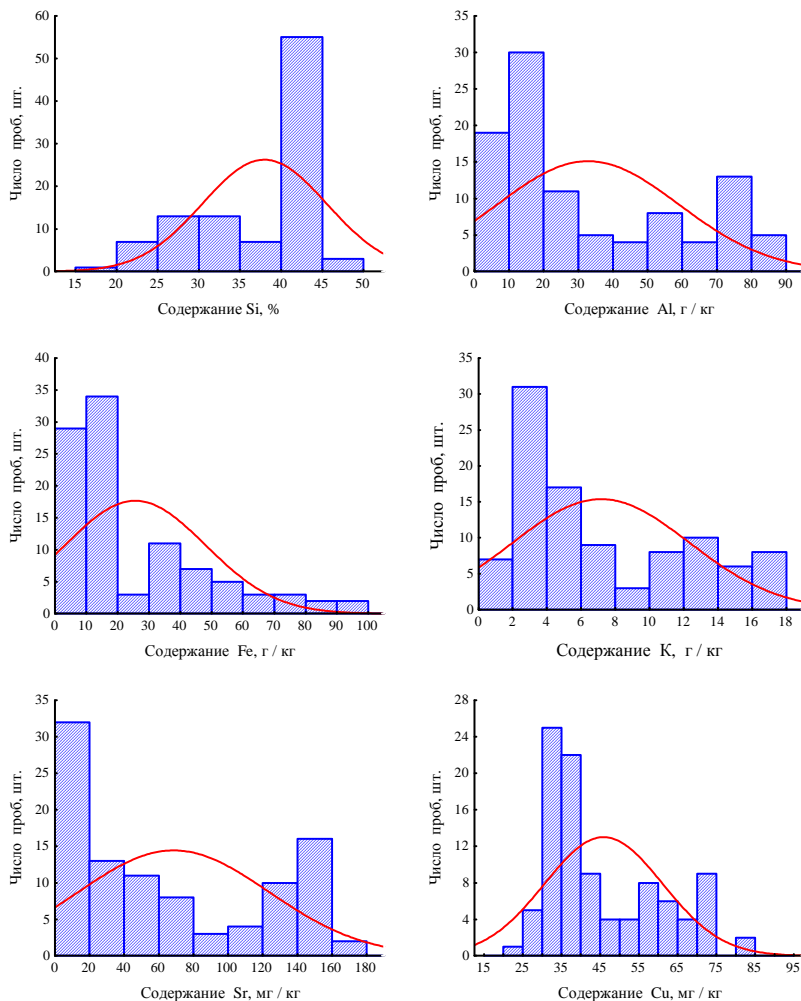 Число проб, шт.
60
50
40
30
20
10
0
15 20 25 30 35 40 45 50
Содержание Si, %
Число проб, шт.
35
30
25
20
15
10
5
0
0 10 20 30 40 50 60 70 80 90
Содержание Al, г / кг
Число проб, шт.
40
35
30
25
20
15
10
5
0
0 10 20 30 40 50 60 70 80 90 100
Содержание Fe, г / кг
Число проб, шт.
35
30
25
20
15
10
5
0
0 2 4 6 8 10 12 14 16 18
Содержание К, г / кг
Число проб, шт.
35
30
25
20
15
10
5
0
0 20 40 60 80 100 120 140 160 180
Содержание Sr, мг / кг
Число проб, шт.
28
24
20
16
12
8
4
0
15 25 35 45 55 65 75 85 95
Содержание Cu, мг / кг